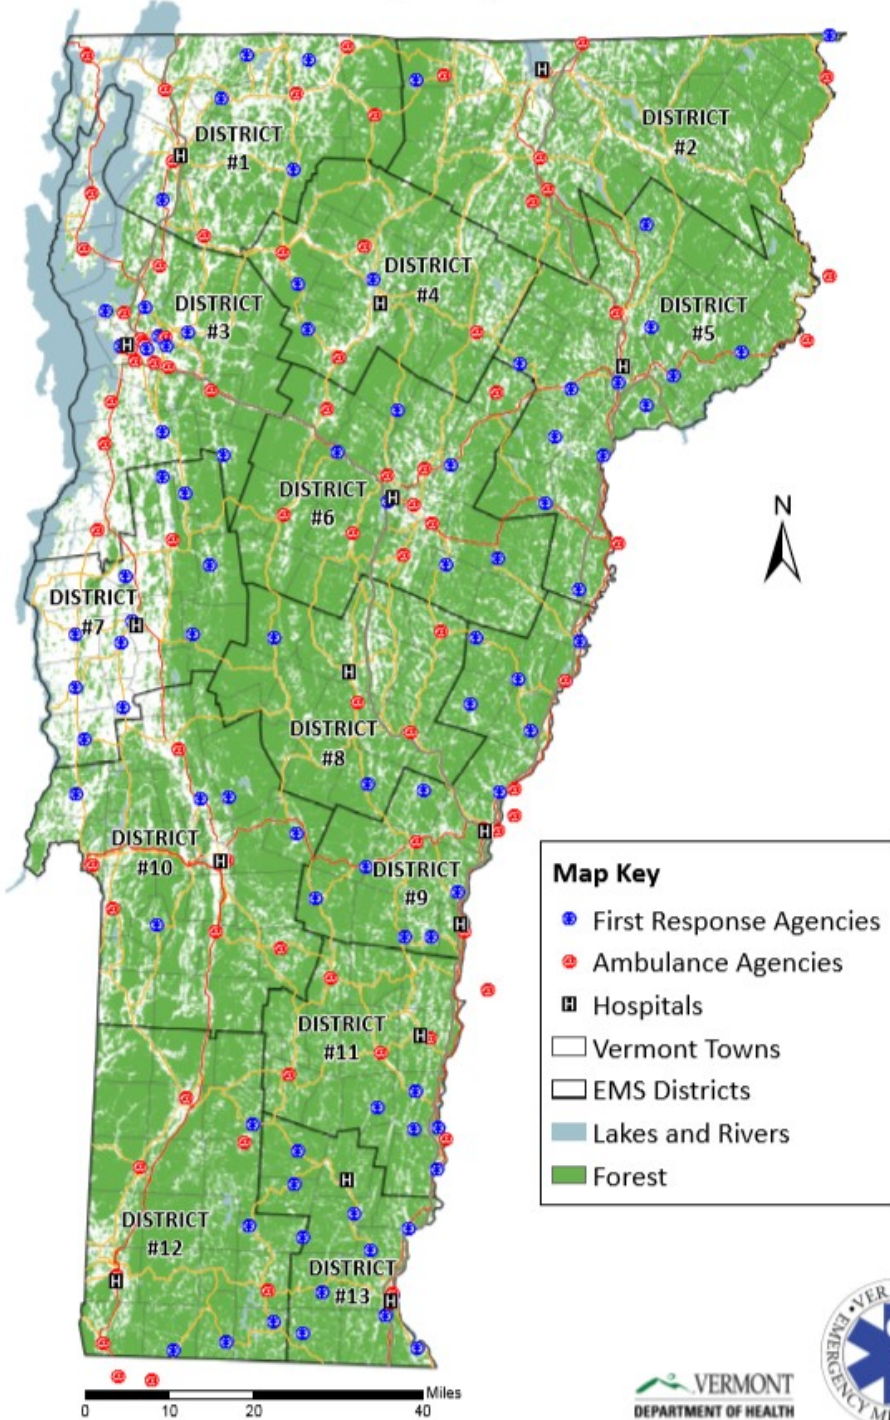 DISTRICT
#1
DISTRICT
#2
DISTRICT
#3
DISTRICT
#4
DISTRICT
#5
DISTRICT
#6
DISTRICT
#7
DISTRICT
#8
DISTRICT
#9
DISTRICT
#10
DISTRICT
#11
DISTRICT
#12
DISTRICT
#13
N
Map Key
First Response Agencies
Ambulance Agencies
H Hospitals
Vermont Towns
EMS Districts
Lakes and Rivers
Forest
Miles
0 10 20 40
VERMONT
DEPARTMENT OF HEALTH